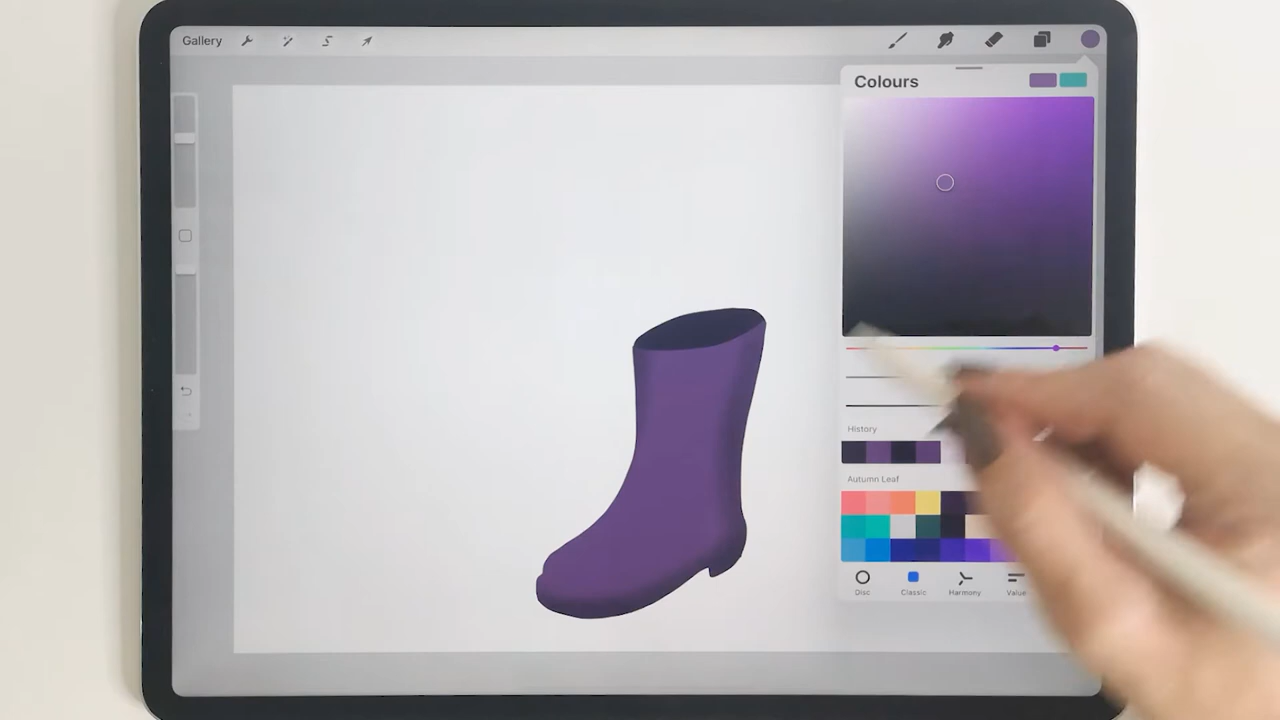 Gallery
Colours
History
Autumn Leaf
Disc Classic Harmony Value